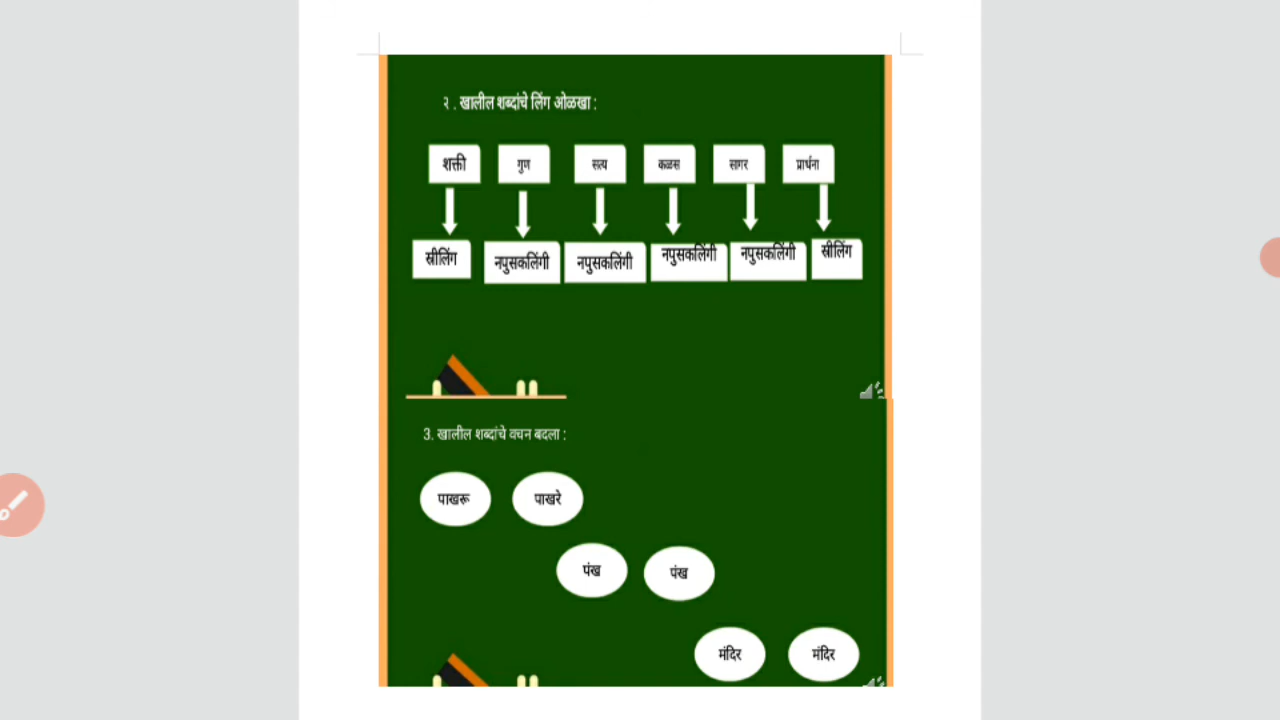 २ . खालील शब्दांचे लिंग ओळखा :
शक्ती गुण सत्य कळस सागर प्रार्थना
स्रीलिंग नपुसकलिंगी नपुसकलिंगी नपुसकलिंगी नपुसकलिंगी स्रीलिंग
3. खालील शब्दांचे वचन बदला :
पाखरू पाखरे
पंख पंख
मंदिर मंदिर